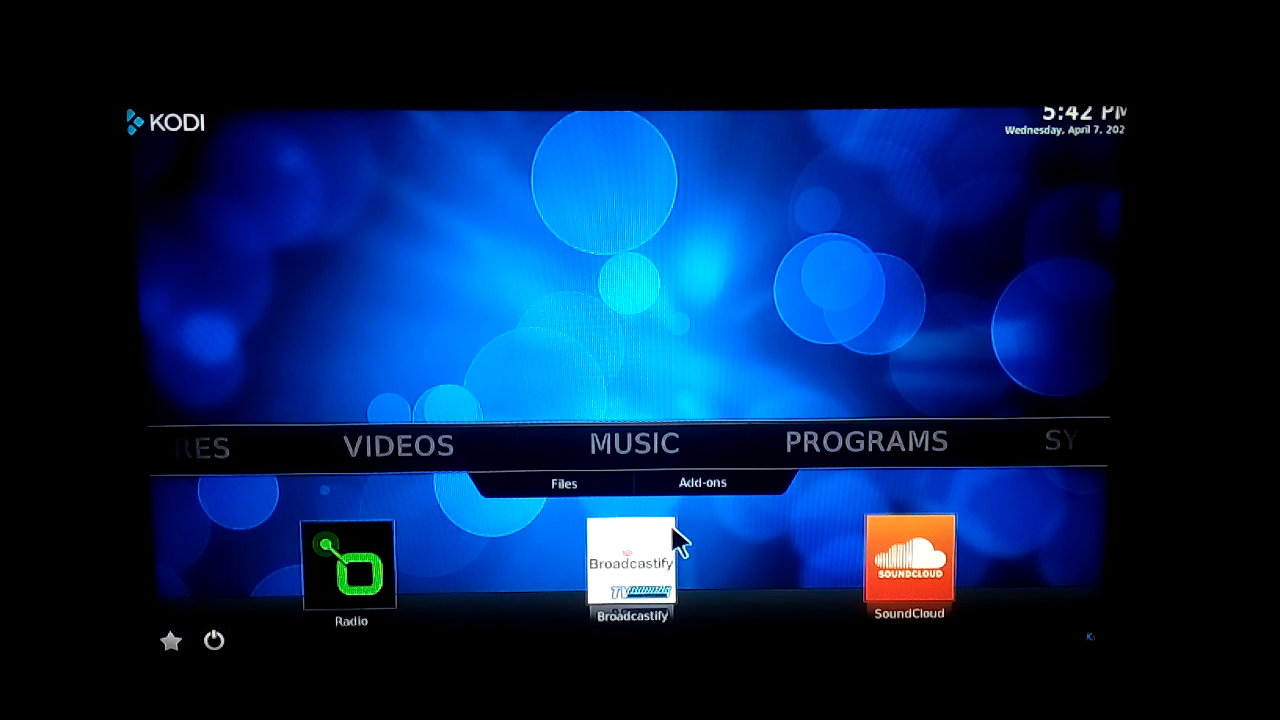 KODI
5:42 PM
Wednesday, April 7, 202
RES VIDEOS MUSIC PROGRAMS SY
Files Add-ons
Broadcastify
TV
SOUNDCLOUD
Radio Broadcastify SoundCloud